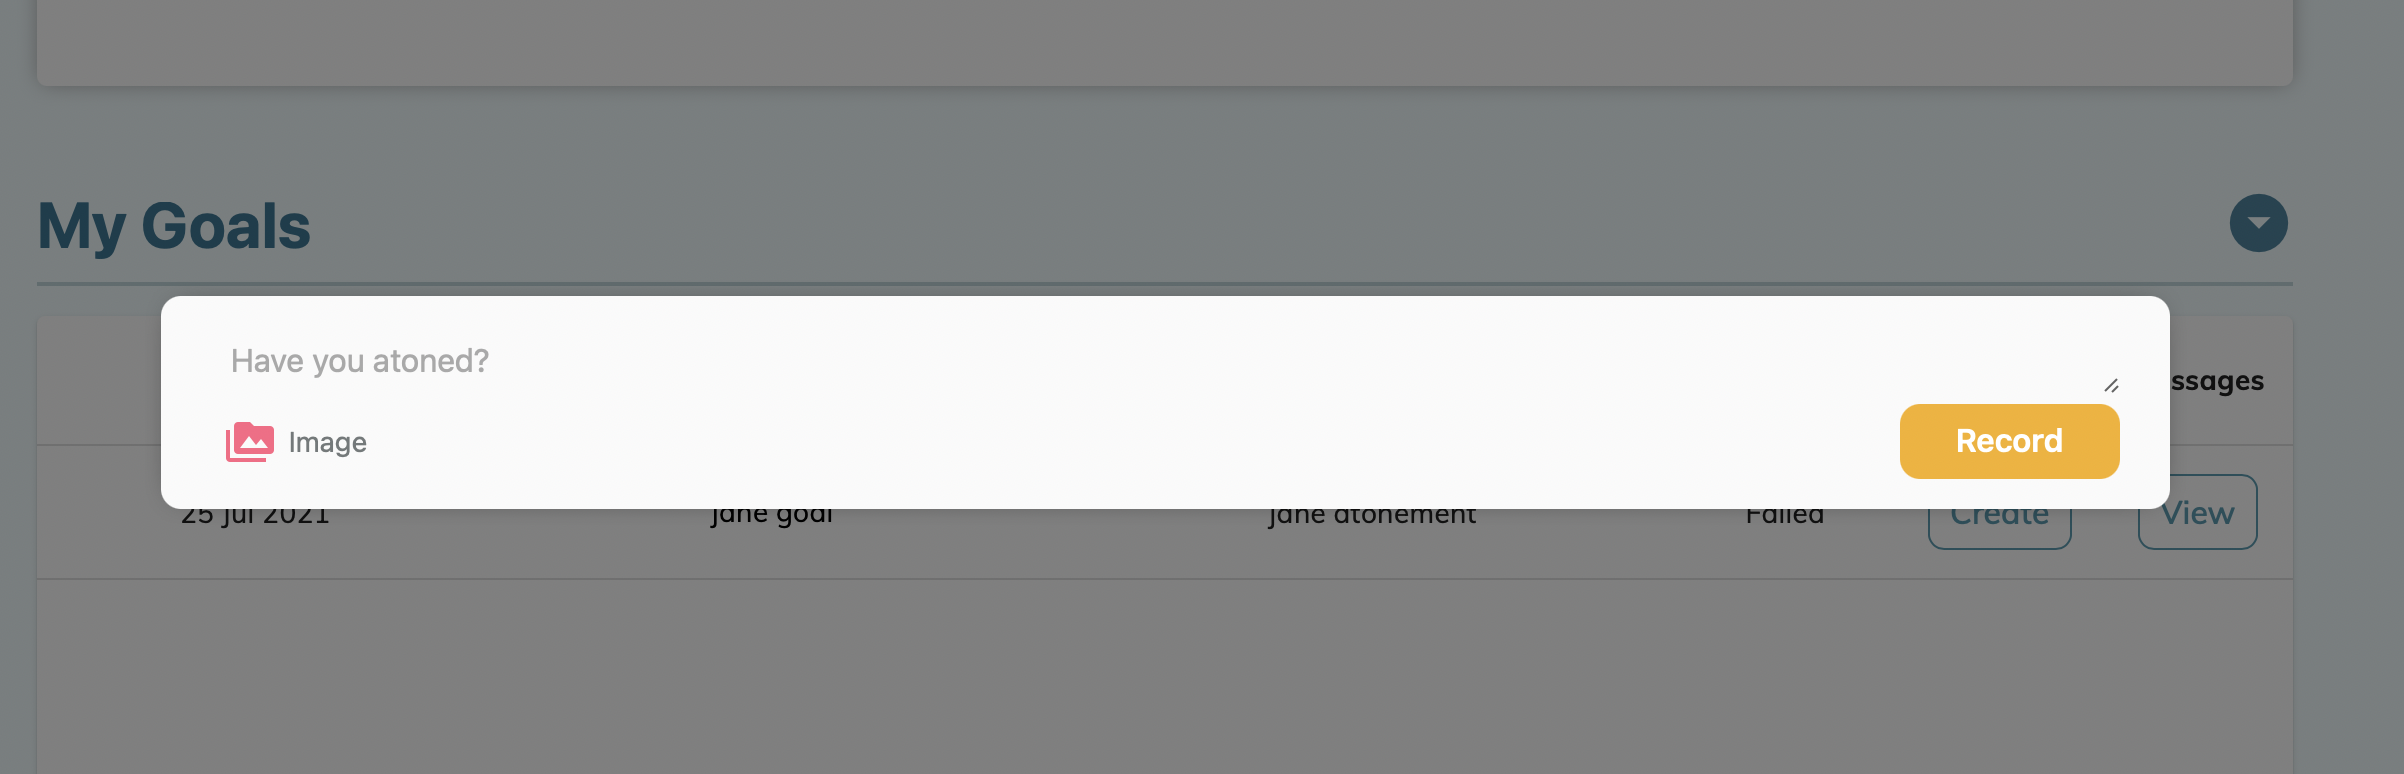 My Goals
Have you atoned?
ssages
Image
Record
25 Jul 2021 jane goal jane atonement Failed Create View